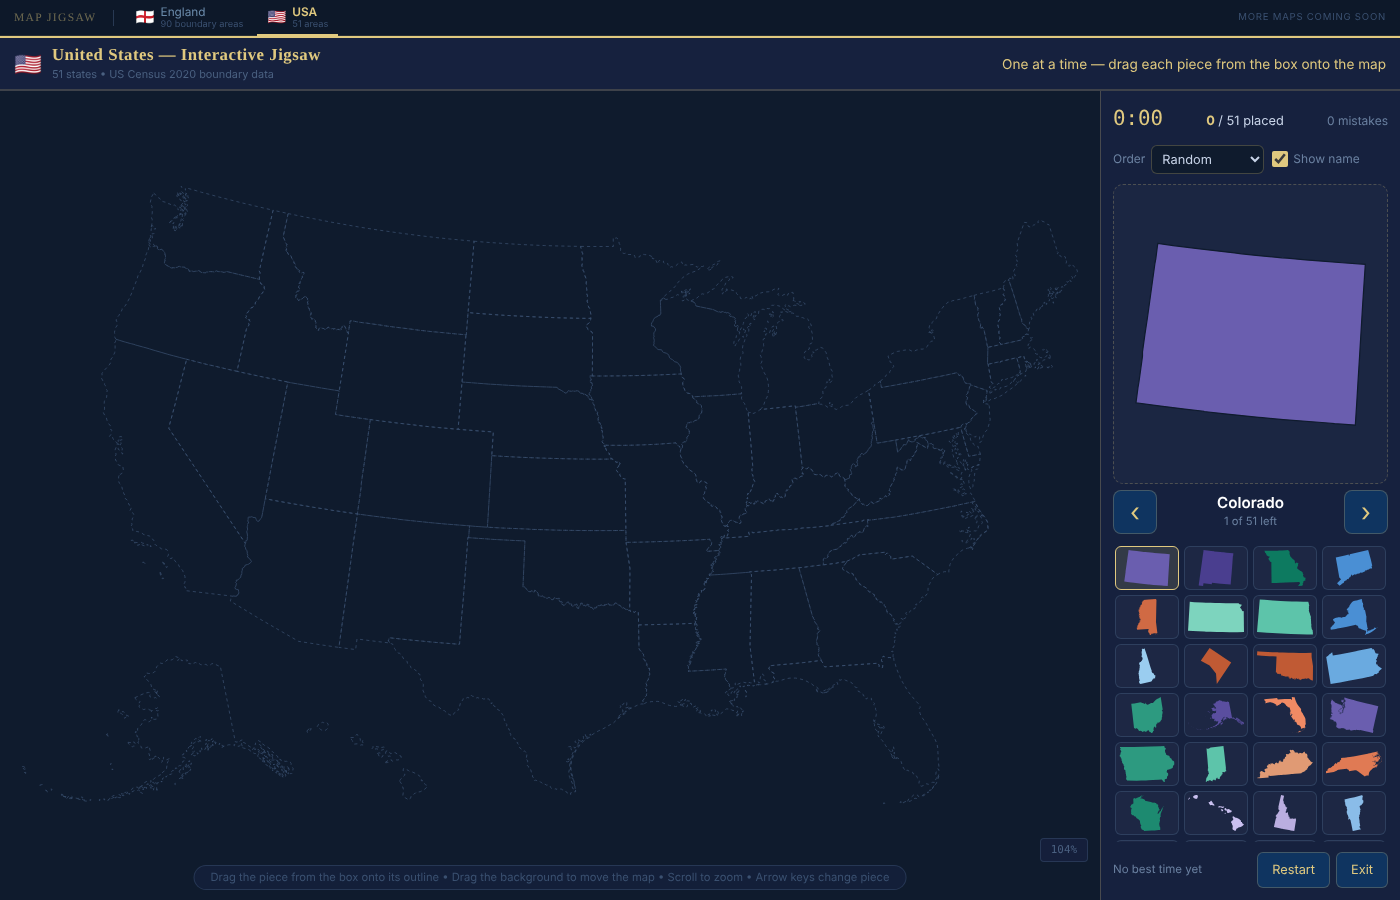 MAP JIGSAW
England
90 boundary areas
USA
51 areas
MORE MAPS COMING SOON
United States — Interactive Jigsaw
51 states • US Census 2020 boundary data
One at a time — drag each piece from the box onto the map
0:00
0 / 51 placed
0 mistakes
Order
Random
Show name
Colorado
1 of 51 left
104%
Drag the piece from the box onto its outline • Drag the background to move the map • Scroll to zoom • Arrow keys change piece
No best time yet
Restart
Exit